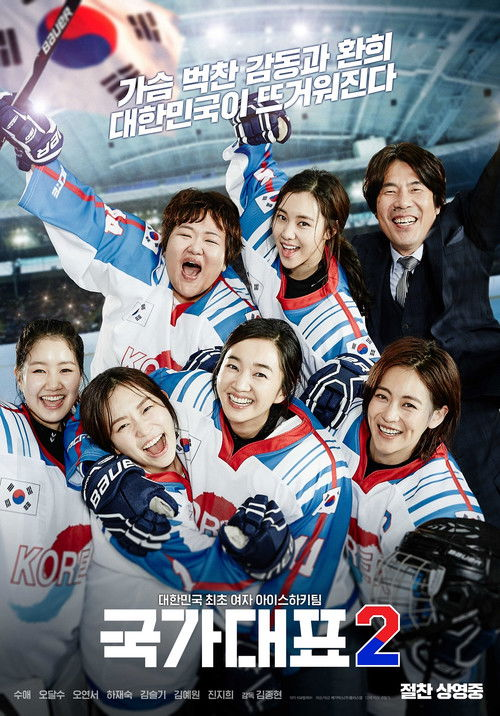 BAUER
가슴 벅찬 감동과 환희
대한민국이 뜨거워진다
KOREA
BAUER
KOREA
대한민국 최초 여자 아이스하키팀
국가대표2
수애 오달수 오연서 하재숙 김슬기 김예원 진지희 감독 김종현
절찬 상영중